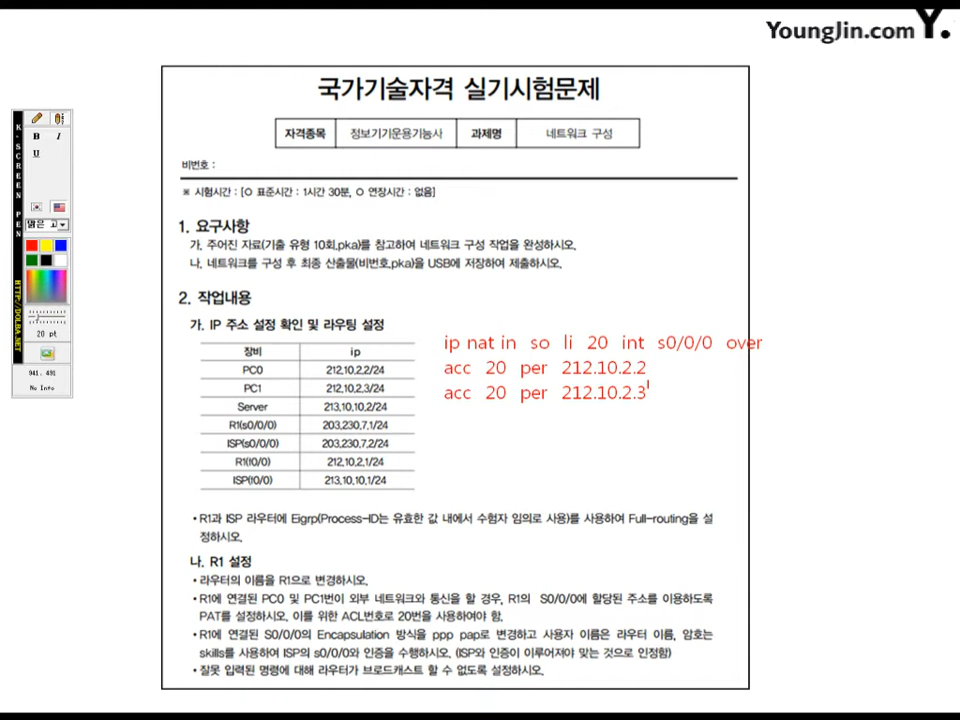 YoungJin.com Y.
국가기술자격 실기시험문제
자격종목 정보기기운용기능사 과제명 네트워크 구성
비번호 :
※ 시험시간 : [○ 표준시간 : 1시간 30분, ○ 연장시간 : 없음]
1. 요구사항
가. 주어진 자료(기출 유형 10회.pka)를 참고하여 네트워크 구성 작업을 완성하시오.
나. 네트워크를 구성 후 최종 산출물(비번호.pka)을 USB에 저장하여 제출하시오.
2. 작업내용
가. IP 주소 설정 확인 및 라우팅 설정
장비 ip
PC0 212.10.2.2/24
PC1 212.10.2.3/24
Server 213.10.10.2/24
R1(s0/0/0) 203.230.7.1/24
ISP(s0/0/0) 203.230.7.2/24
R1(f0/0) 212.10.2.1/24
ISP(f0/0) 213.10.10.1/24
ip nat in so li 20 int s0/0/0 over
acc 20 per 212.10.2.2
acc 20 per 212.10.2.3
• R1과 ISP 라우터에 Eigrp(Process-ID는 유효한 값 내에서 수험자 임의로 사용)를 사용하여 Full-routing을 설
정하시오.
나. R1 설정
• 라우터의 이름을 R1으로 변경하시오.
• R1에 연결된 PC0 및 PC1번이 외부 네트워크와 통신을 할 경우, R1의 S0/0/0에 할당된 주소를 이용하도록
PAT를 설정하시오. 이를 위한 ACL번호로 20번을 사용하여야 함.
• R1에 연결된 S0/0/0의 Encapsulation 방식을 ppp pap로 변경하고 사용자 이름은 라우터 이름, 암호는
skills를 사용하여 ISP의 s0/0/0와 인증을 수행하시오. (ISP와 인증이 이루어져야 맞는 것으로 인정함)
• 잘못 입력된 명령에 대해 라우터가 브로드캐스트 할 수 없도록 설정하시오.
K-SCREEN PEN
HTTP://DOLBA.NET
B I
U
맑은 고
20 pt
941, 491
No Info